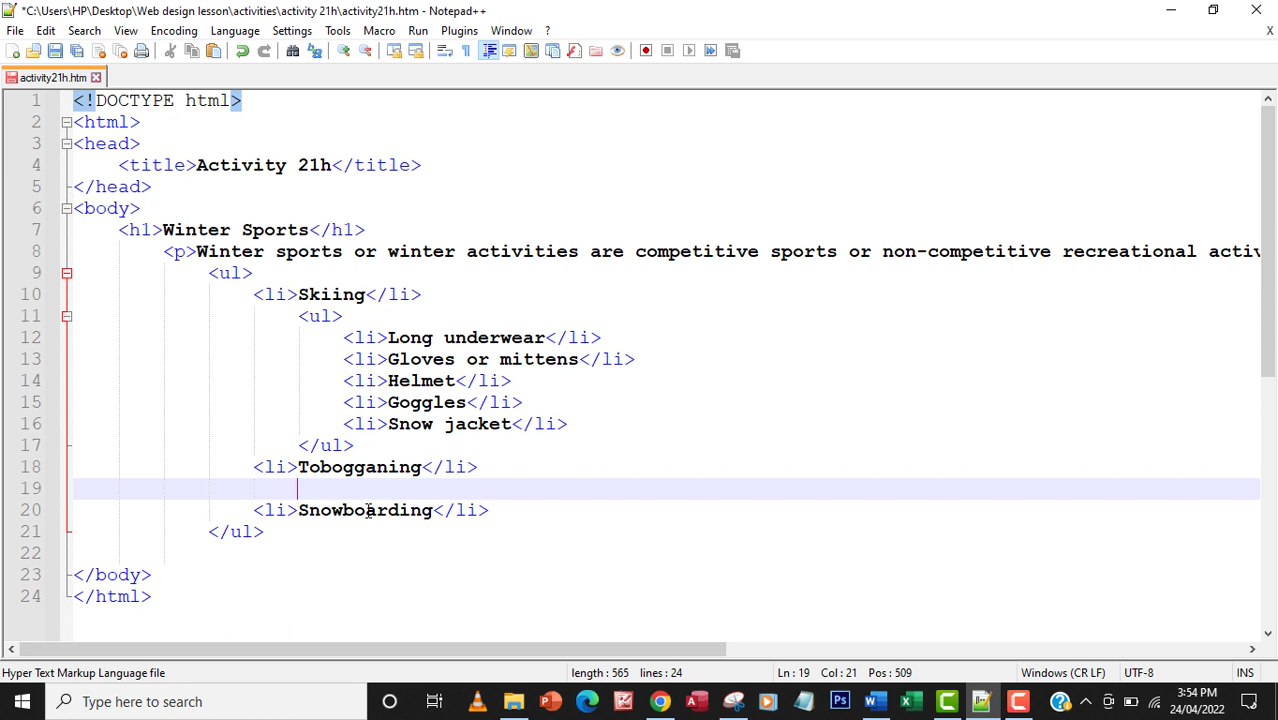 *C:\Users\HP\Desktop\Web design lesson\activities\activity 21h\activity21h.htm - Notepad++
File Edit Search View Encoding Language Settings Tools Macro Run Plugins Window ? X
activity21h.htm
1 <!DOCTYPE html>
2 <html>
3 <head>
4 <title>Activity 21h</title>
5 </head>
6 <body>
7 <h1>Winter Sports</h1>
8 <p>Winter sports or winter activities are competitive sports or non-competitive recreational activ
9 <ul>
10 <li>Skiing</li>
11 <ul>
12 <li>Long underwear</li>
13 <li>Gloves or mittens</li>
14 <li>Helmet</li>
15 <li>Goggles</li>
16 <li>Snow jacket</li>
17 </ul>
18 <li>Tobogganing</li>
19
20 <li>Snowboarding</li>
21 </ul>
22
23 </body>
24 </html>
Hyper Text Markup Language file length : 565 lines : 24 Ln : 19 Col : 21 Pos : 509 Windows (CR LF) UTF-8 INS
Type here to search
3:54 PM
24/04/2022